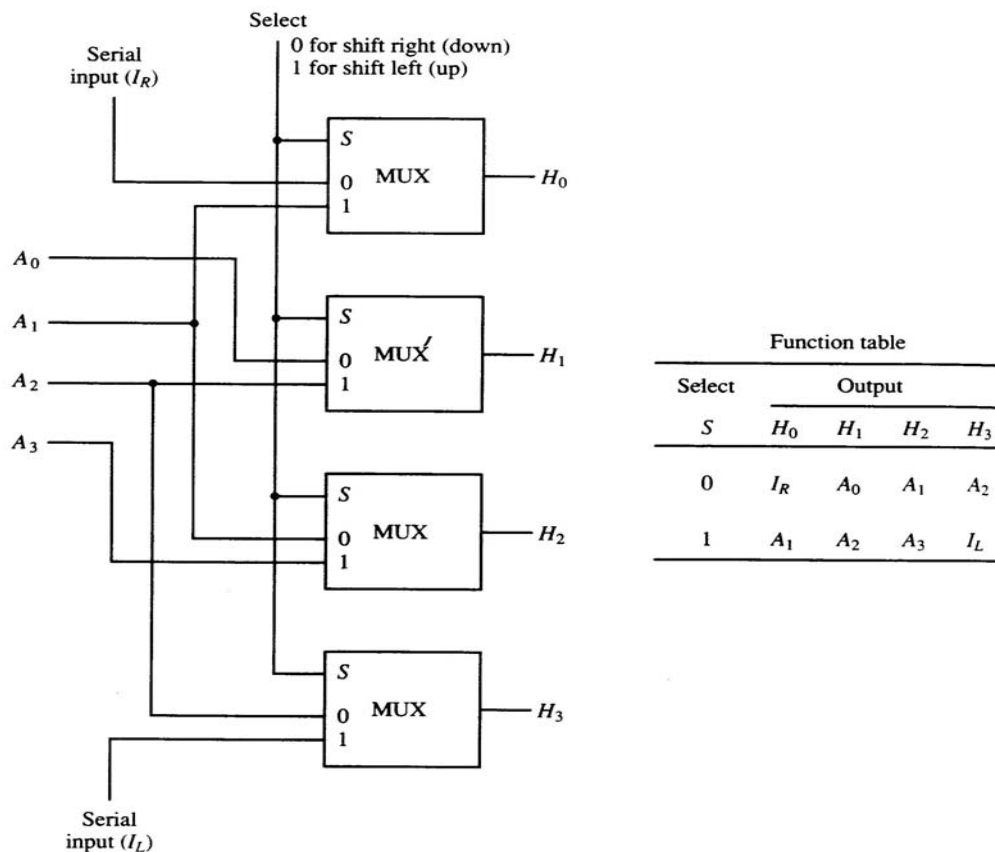 Select
0 for shift right (down)
1 for shift left (up)
Serial
input (I_R)
S
MUX
0
1
H_0
A_0
A_1
A_2
A_3
S
MUX
0
1
H_1
S
MUX
0
1
H_2
S
MUX
0
1
H_3
Serial
input (I_L)
Function table
Select Output
S H_0 H_1 H_2 H_3
0 I_R A_0 A_1 A_2
1 A_1 A_2 A_3 I_L